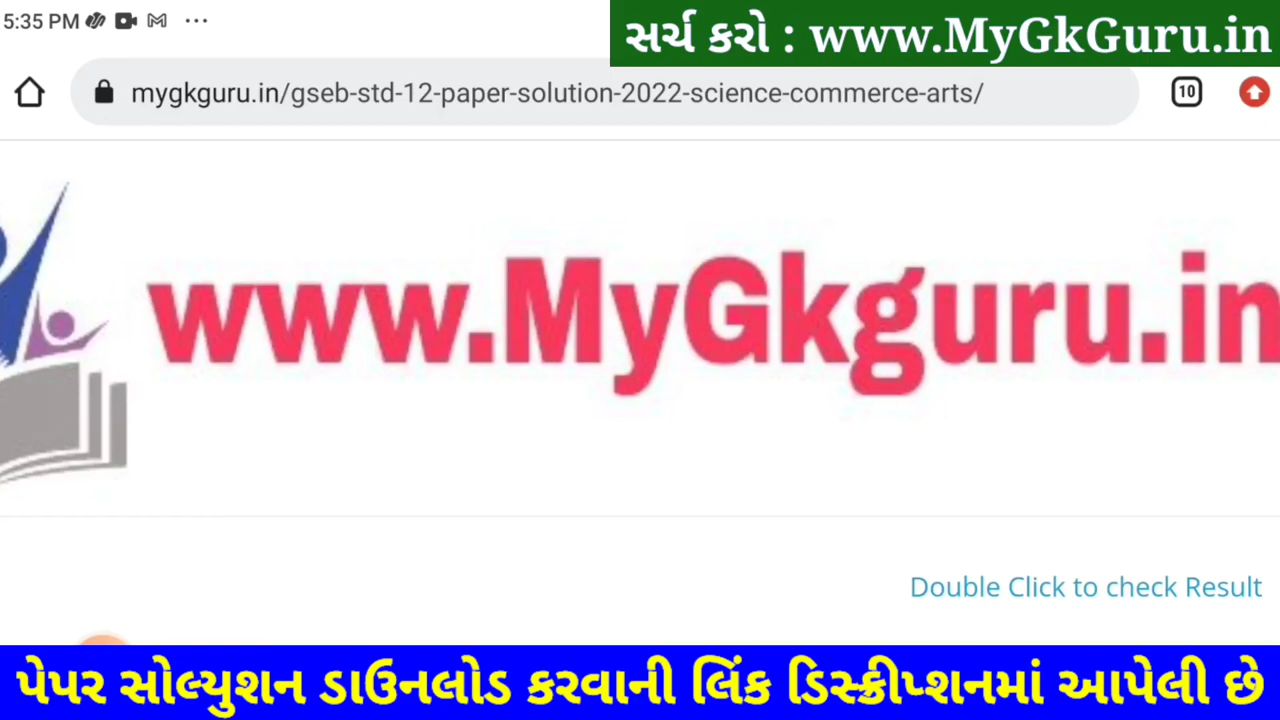 5:35 PM
સર્ચ કરો : www.MyGkGuru.in
mygkguru.in/gseb-std-12-paper-solution-2022-science-commerce-arts/
10
www.MyGkguru.in
Double Click to check Result
પેપર સોલ્યુશન ડાઉનલોડ કરવાની લિંક ડિસ્ક્રીપ્શનમાં આપેલી છે